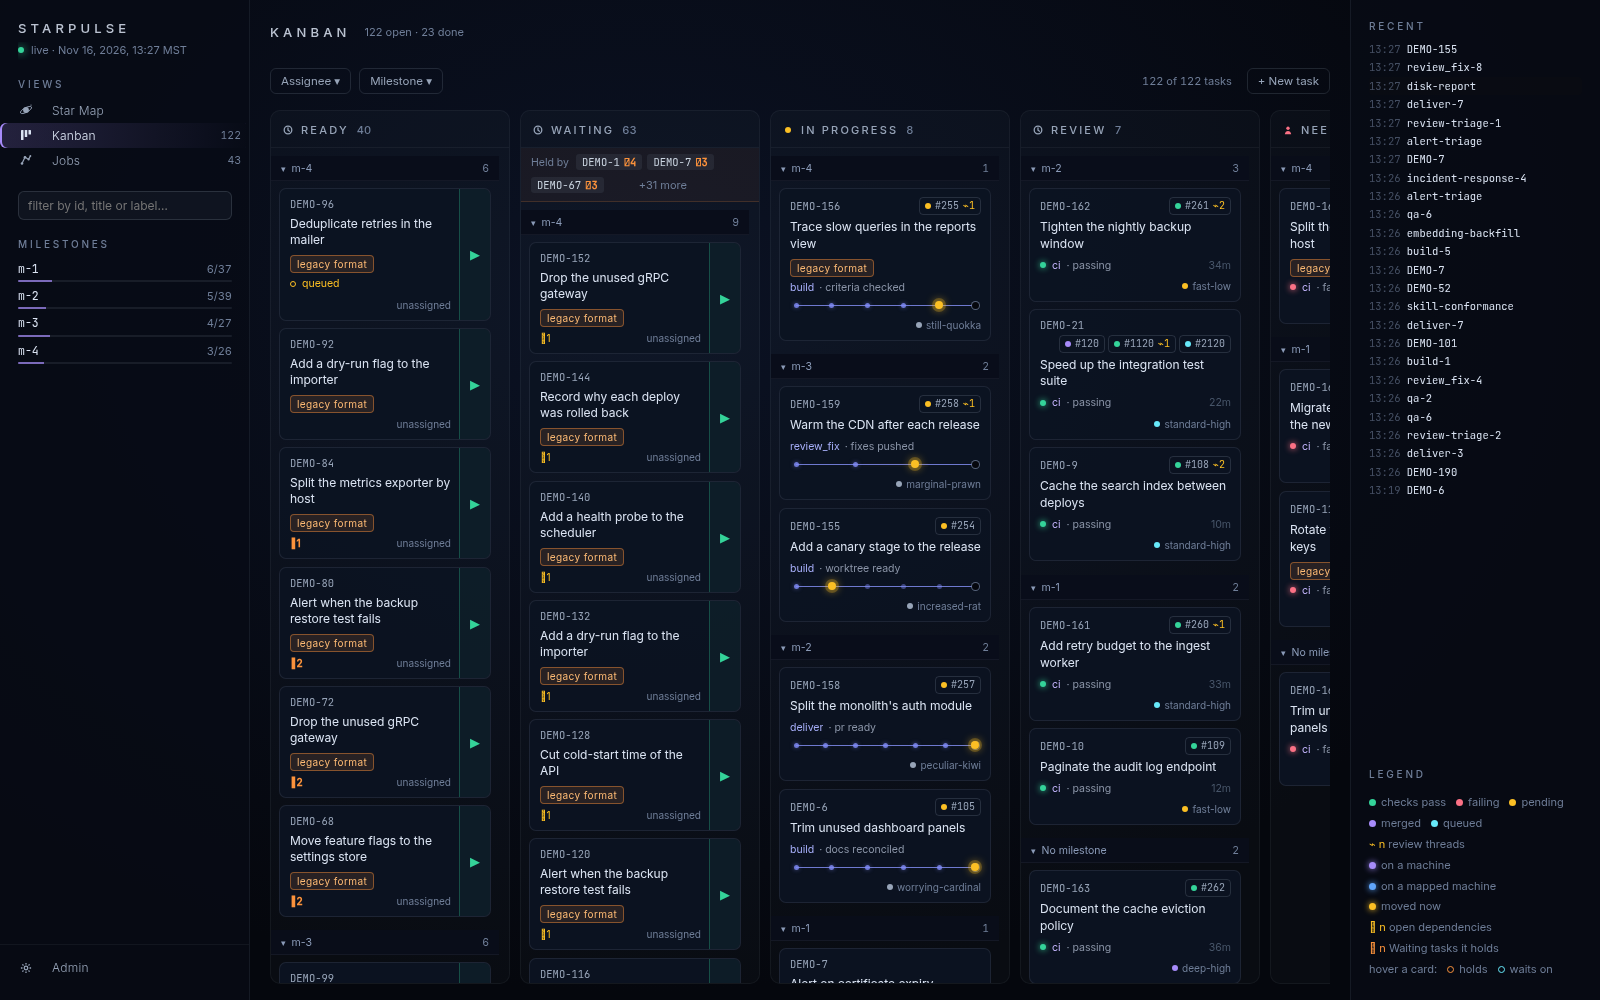 STARPULSE
live · Nov 16, 2026, 13:27 MST
VIEWS
Star Map
Kanban 122
Jobs 43
filter by id, title or label...
MILESTONES
m-1 6/37
m-2 5/39
m-3 4/27
m-4 3/26
Admin
KANBAN 122 open · 23 done
Assignee ▾ Milestone ▾ 122 of 122 tasks + New task
READY 40
▾ m-4 6
DEMO-96
Deduplicate retries in the
mailer
legacy format
queued
unassigned
DEMO-92
Add a dry-run flag to the
importer
legacy format
unassigned
DEMO-84
Split the metrics exporter by
host
legacy format
1 unassigned
DEMO-80
Alert when the backup
restore test fails
legacy format
2 unassigned
DEMO-72
Drop the unused gRPC
gateway
legacy format
2 unassigned
DEMO-68
Move feature flags to the
settings store
legacy format
2 unassigned
▾ m-3 6
DEMO-99
WAITING 63
Held by DEMO-1 4 DEMO-7 3
DEMO-67 3 +31 more
▾ m-4 9
DEMO-152
Drop the unused gRPC
gateway
legacy format
1 unassigned
DEMO-144
Record why each deploy
was rolled back
legacy format
1 unassigned
DEMO-140
Add a health probe to the
scheduler
legacy format
1 unassigned
DEMO-132
Add a dry-run flag to the
importer
legacy format
1 unassigned
DEMO-128
Cut cold-start time of the
API
legacy format
1 unassigned
DEMO-120
Alert when the backup
restore test fails
legacy format
1 unassigned
DEMO-116
IN PROGRESS 8
▾ m-4 1
DEMO-156 #255 ⌁1
Trace slow queries in the reports
view
legacy format
build · criteria checked
still-quokka
▾ m-3 2
DEMO-159 #258 ⌁1
Warm the CDN after each release
review_fix · fixes pushed
marginal-prawn
DEMO-155 #254
Add a canary stage to the release
build · worktree ready
increased-rat
▾ m-2 2
DEMO-158 #257
Split the monolith's auth module
deliver · pr ready
peculiar-kiwi
DEMO-6 #105
Trim unused dashboard panels
build · docs reconciled
worrying-cardinal
▾ m-1 1
DEMO-7
Alert on certificate expiry
REVIEW 7
▾ m-2 3
DEMO-162 #261 ⌁2
Tighten the nightly backup
window
ci · passing 34m
fast-low
DEMO-21
#120 #1120 ⌁1 #2120
Speed up the integration test
suite
ci · passing 22m
standard-high
DEMO-9 #108 ⌁2
Cache the search index between
deploys
ci · passing 10m
standard-high
▾ m-1 2
DEMO-161 #260 ⌁1
Add retry budget to the ingest
worker
ci · passing 33m
standard-high
DEMO-10 #109
Paginate the audit log endpoint
ci · passing 12m
fast-low
▾ No milestone 2
DEMO-163 #262
Document the cache eviction
policy
ci · passing 36m
deep-high
NEE
▾ m-4
DEMO-16
Split th
host
legacy
ci · fa
▾ m-1
DEMO-16
Migrate
the new
ci · fa
DEMO-11
Rotate
keys
legacy
ci · fa
▾ No miles
DEMO-16
Trim un
panels
ci · fa
RECENT
13:27 DEMO-155
13:27 review_fix-8
13:27 disk-report
13:27 deliver-7
13:27 review-triage-1
13:27 alert-triage
13:27 DEMO-7
13:26 incident-response-4
13:26 alert-triage
13:26 qa-6
13:26 embedding-backfill
13:26 build-5
13:26 DEMO-7
13:26 DEMO-52
13:26 skill-conformance
13:26 deliver-7
13:26 DEMO-101
13:26 build-1
13:26 review_fix-4
13:26 qa-2
13:26 qa-6
13:26 review-triage-2
13:26 deliver-3
13:26 DEMO-190
13:19 DEMO-6
LEGEND
checks pass failing pending
merged queued
⌁ n review threads
on a machine
on a mapped machine
moved now
n open dependencies
n Waiting tasks it holds
hover a card: holds waits on